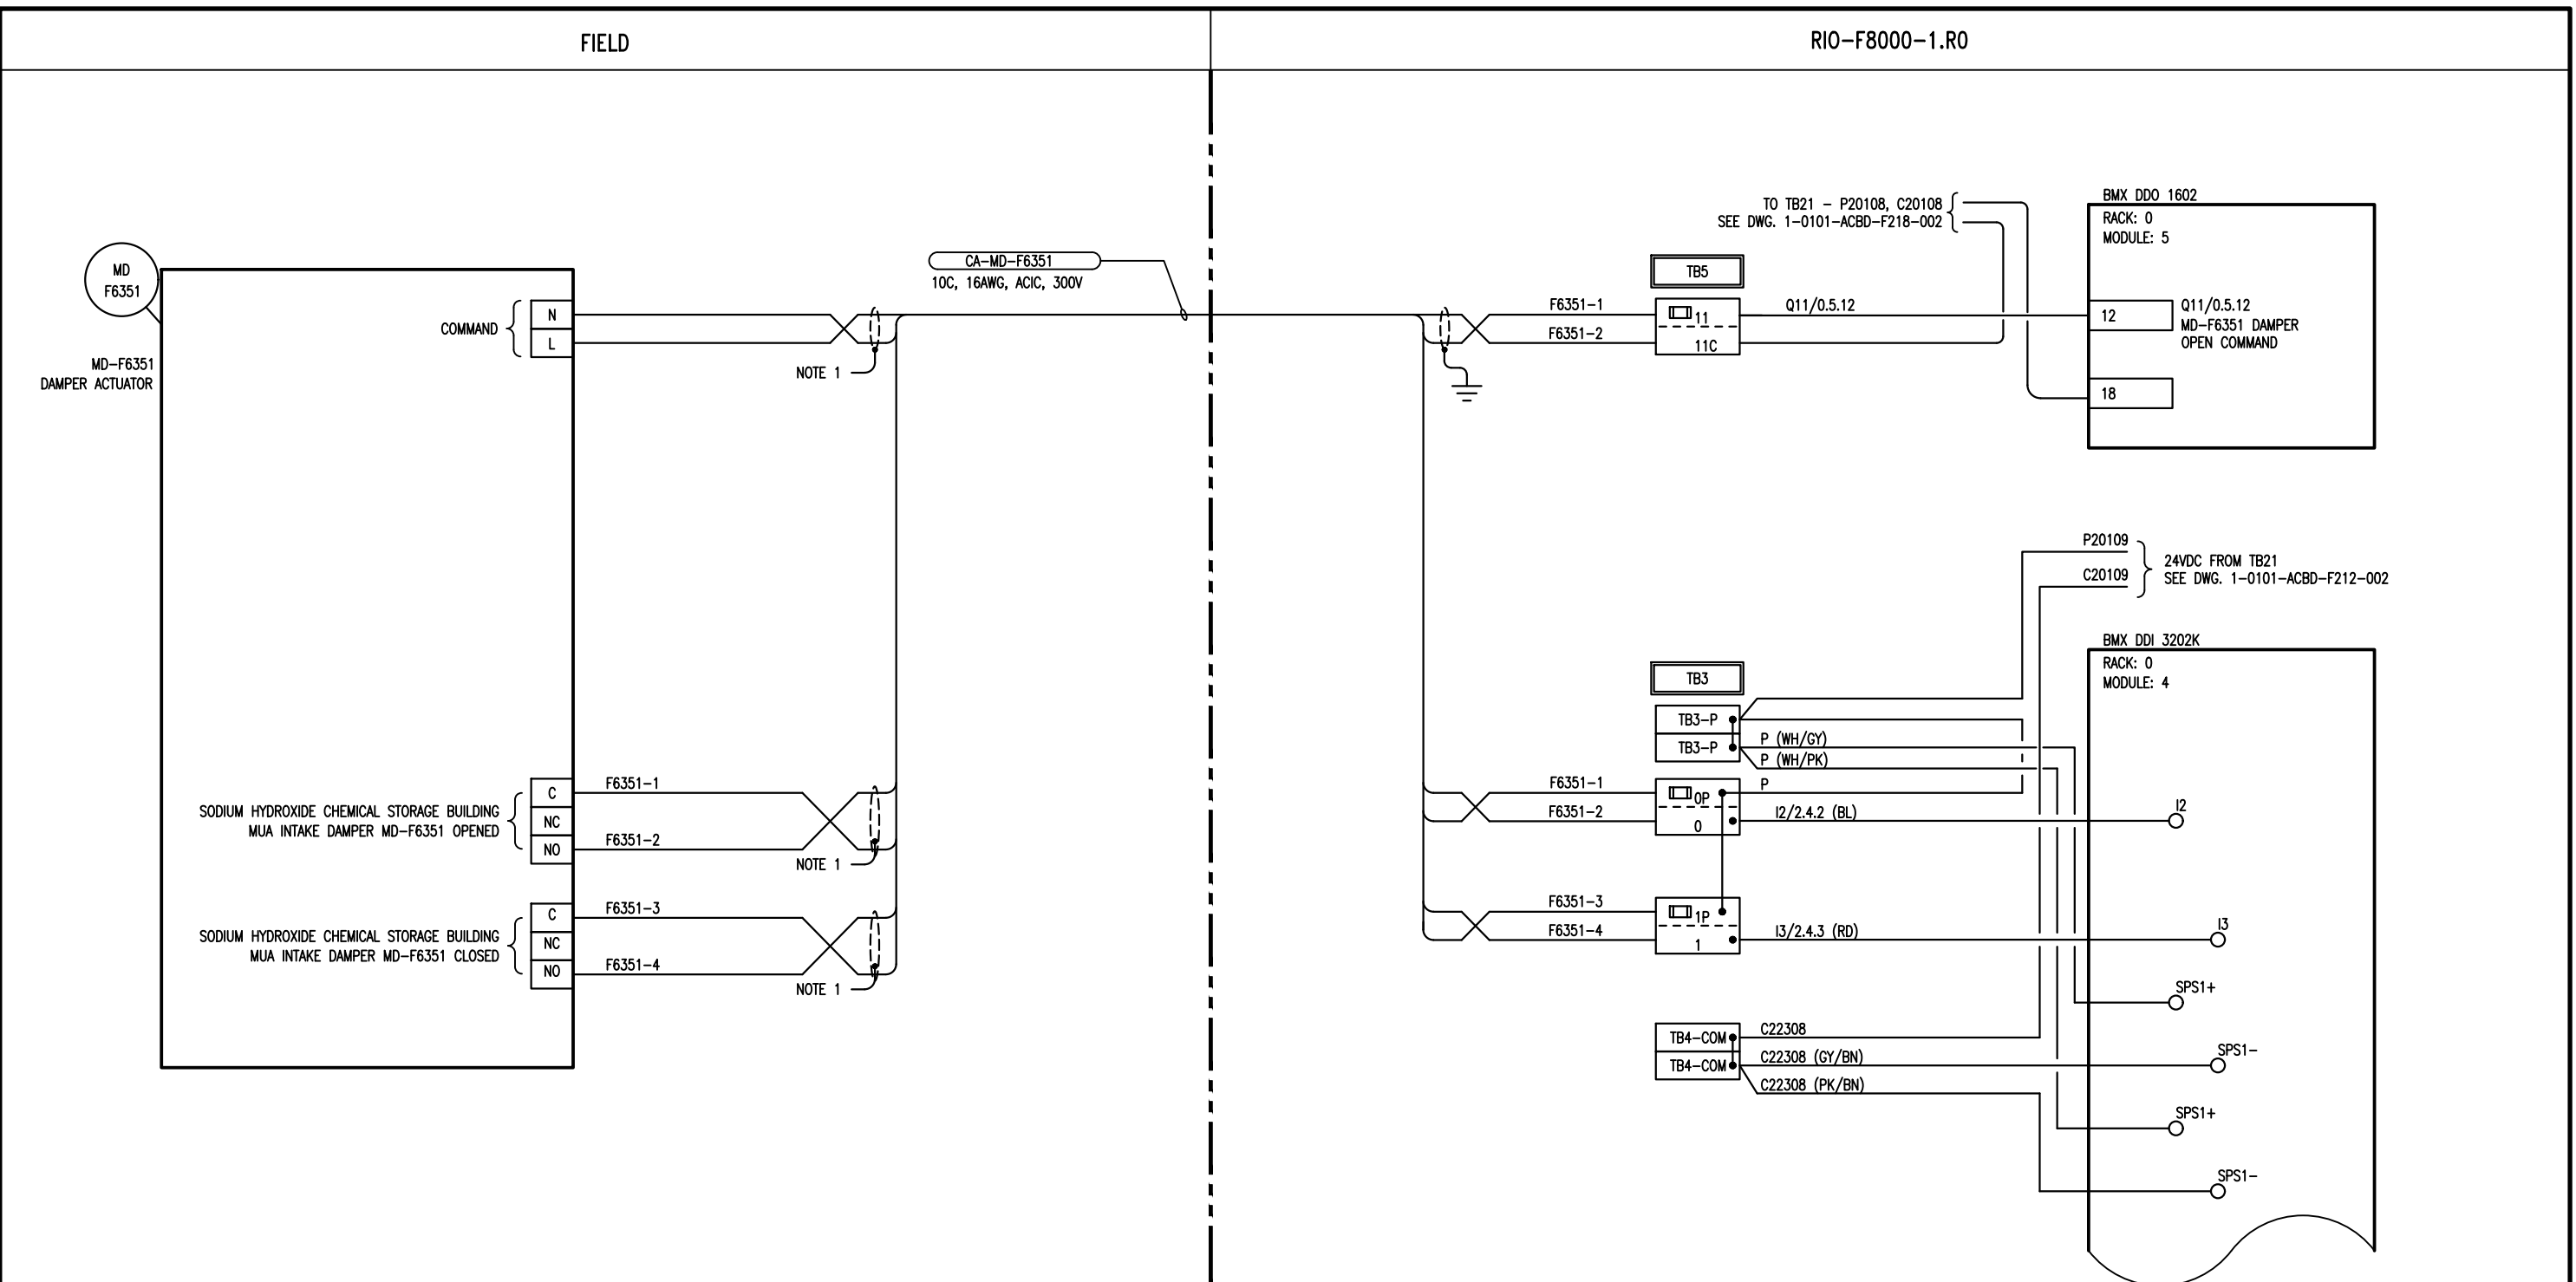 FIELD
RIO-F8000-1.R0
MD
F6351
MD-F6351
DAMPER ACTUATOR
COMMAND
N
L
NOTE 1
CA-MD-F6351
10C, 16AWG, ACIC, 300V
SODIUM HYDROXIDE CHEMICAL STORAGE BUILDING
MUA INTAKE DAMPER MD-F6351 OPENED
C
NC
NO
F6351-1
F6351-2
NOTE 1
SODIUM HYDROXIDE CHEMICAL STORAGE BUILDING
MUA INTAKE DAMPER MD-F6351 CLOSED
C
NC
NO
F6351-3
F6351-4
NOTE 1
TO TB21 - P20108, C20108
SEE DWG. 1-0101-ACBD-F218-002
TB5
F6351-1
F6351-2
11
11C
Q11/0.5.12
BMX DDO 1602
RACK: 0
MODULE: 5
12
Q11/0.5.12
MD-F6351 DAMPER
OPEN COMMAND
18
P20109
C20109
24VDC FROM TB21
SEE DWG. 1-0101-ACBD-F212-002
TB3
TB3-P
TB3-P
P (WH/GY)
P (WH/PK)
P
F6351-1
F6351-2
0P
0
I2/2.4.2 (BL)
F6351-3
F6351-4
1P
1
I3/2.4.3 (RD)
TB4-COM
TB4-COM
C22308
C22308 (GY/BN)
C22308 (PK/BN)
BMX DDI 3202K
RACK: 0
MODULE: 4
I2
I3
SPS1+
SPS1-
SPS1+
SPS1-